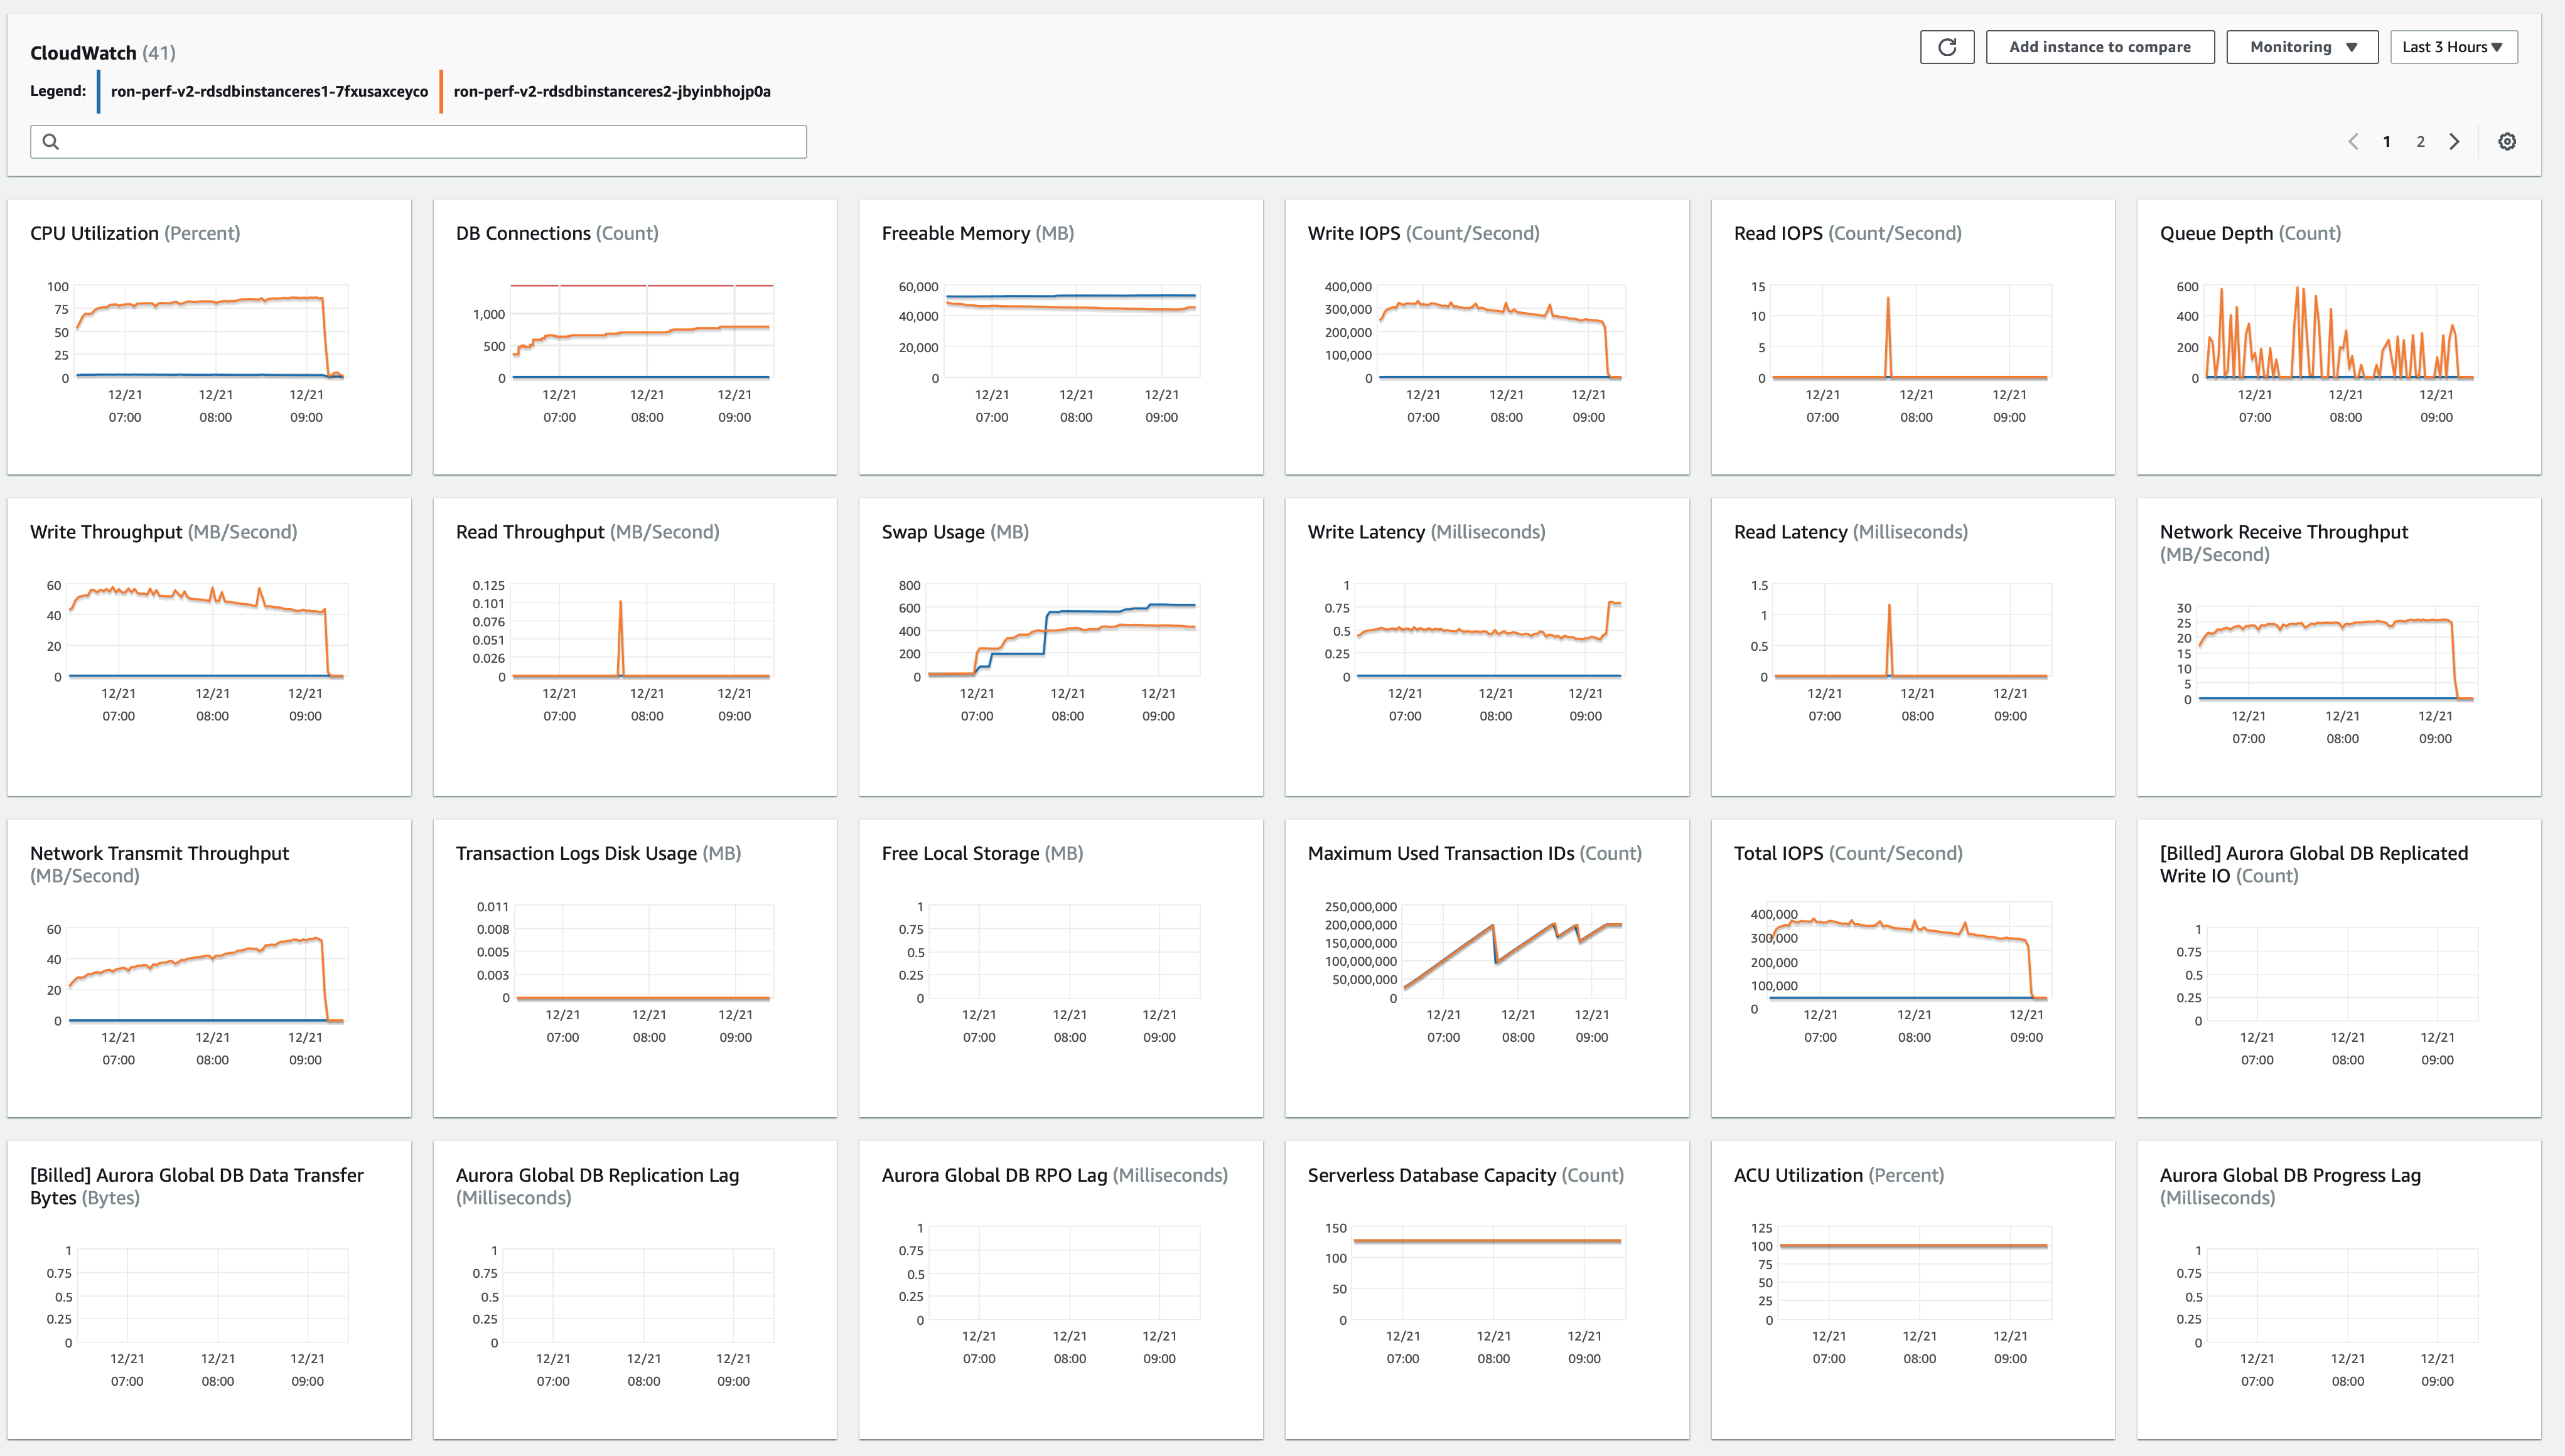 CloudWatch (41)
Add instance to compare
Monitoring ▼
Last 3 Hours ▼
Legend:
ron-perf-v2-rdsdbinstanceres1-7fxusaxceyco
ron-perf-v2-rdsdbinstanceres2-jbyinbhojp0a
1
2
CPU Utilization (Percent)
100
75
50
25
0
12/21 12/21 12/21
07:00 08:00 09:00
DB Connections (Count)
1,000
500
0
12/21 12/21 12/21
07:00 08:00 09:00
Freeable Memory (MB)
60,000
40,000
20,000
0
12/21 12/21 12/21
07:00 08:00 09:00
Write IOPS (Count/Second)
400,000
300,000
200,000
100,000
0
12/21 12/21 12/21
07:00 08:00 09:00
Read IOPS (Count/Second)
15
10
5
0
12/21 12/21 12/21
07:00 08:00 09:00
Queue Depth (Count)
600
400
200
0
12/21 12/21 12/21
07:00 08:00 09:00
Write Throughput (MB/Second)
60
40
20
0
12/21 12/21 12/21
07:00 08:00 09:00
Read Throughput (MB/Second)
0.125
0.101
0.076
0.051
0.026
0
12/21 12/21 12/21
07:00 08:00 09:00
Swap Usage (MB)
800
600
400
200
0
12/21 12/21 12/21
07:00 08:00 09:00
Write Latency (Milliseconds)
1
0.75
0.5
0.25
0
12/21 12/21 12/21
07:00 08:00 09:00
Read Latency (Milliseconds)
1.5
1
0.5
0
12/21 12/21 12/21
07:00 08:00 09:00
Network Receive Throughput
(MB/Second)
30
25
20
15
10
5
0
12/21 12/21 12/21
07:00 08:00 09:00
Network Transmit Throughput
(MB/Second)
60
40
20
0
12/21 12/21 12/21
07:00 08:00 09:00
Transaction Logs Disk Usage (MB)
0.011
0.008
0.005
0.003
0
12/21 12/21 12/21
07:00 08:00 09:00
Free Local Storage (MB)
1
0.75
0.5
0.25
0
12/21 12/21 12/21
07:00 08:00 09:00
Maximum Used Transaction IDs (Count)
250,000,000
200,000,000
150,000,000
100,000,000
50,000,000
0
12/21 12/21 12/21
07:00 08:00 09:00
Total IOPS (Count/Second)
400,000
300,000
200,000
100,000
0
12/21 12/21 12/21
07:00 08:00 09:00
[Billed] Aurora Global DB Replicated
Write IO (Count)
1
0.75
0.5
0.25
0
12/21 12/21 12/21
07:00 08:00 09:00
[Billed] Aurora Global DB Data Transfer
Bytes (Bytes)
1
0.75
0.5
0.25
0
12/21 12/21 12/21
07:00 08:00 09:00
Aurora Global DB Replication Lag
(Milliseconds)
1
0.75
0.5
0.25
0
12/21 12/21 12/21
07:00 08:00 09:00
Aurora Global DB RPO Lag (Milliseconds)
1
0.75
0.5
0.25
0
12/21 12/21 12/21
07:00 08:00 09:00
Serverless Database Capacity (Count)
150
100
50
0
12/21 12/21 12/21
07:00 08:00 09:00
ACU Utilization (Percent)
125
100
75
50
25
0
12/21 12/21 12/21
07:00 08:00 09:00
Aurora Global DB Progress Lag
(Milliseconds)
1
0.75
0.5
0.25
0
12/21 12/21 12/21
07:00 08:00 09:00